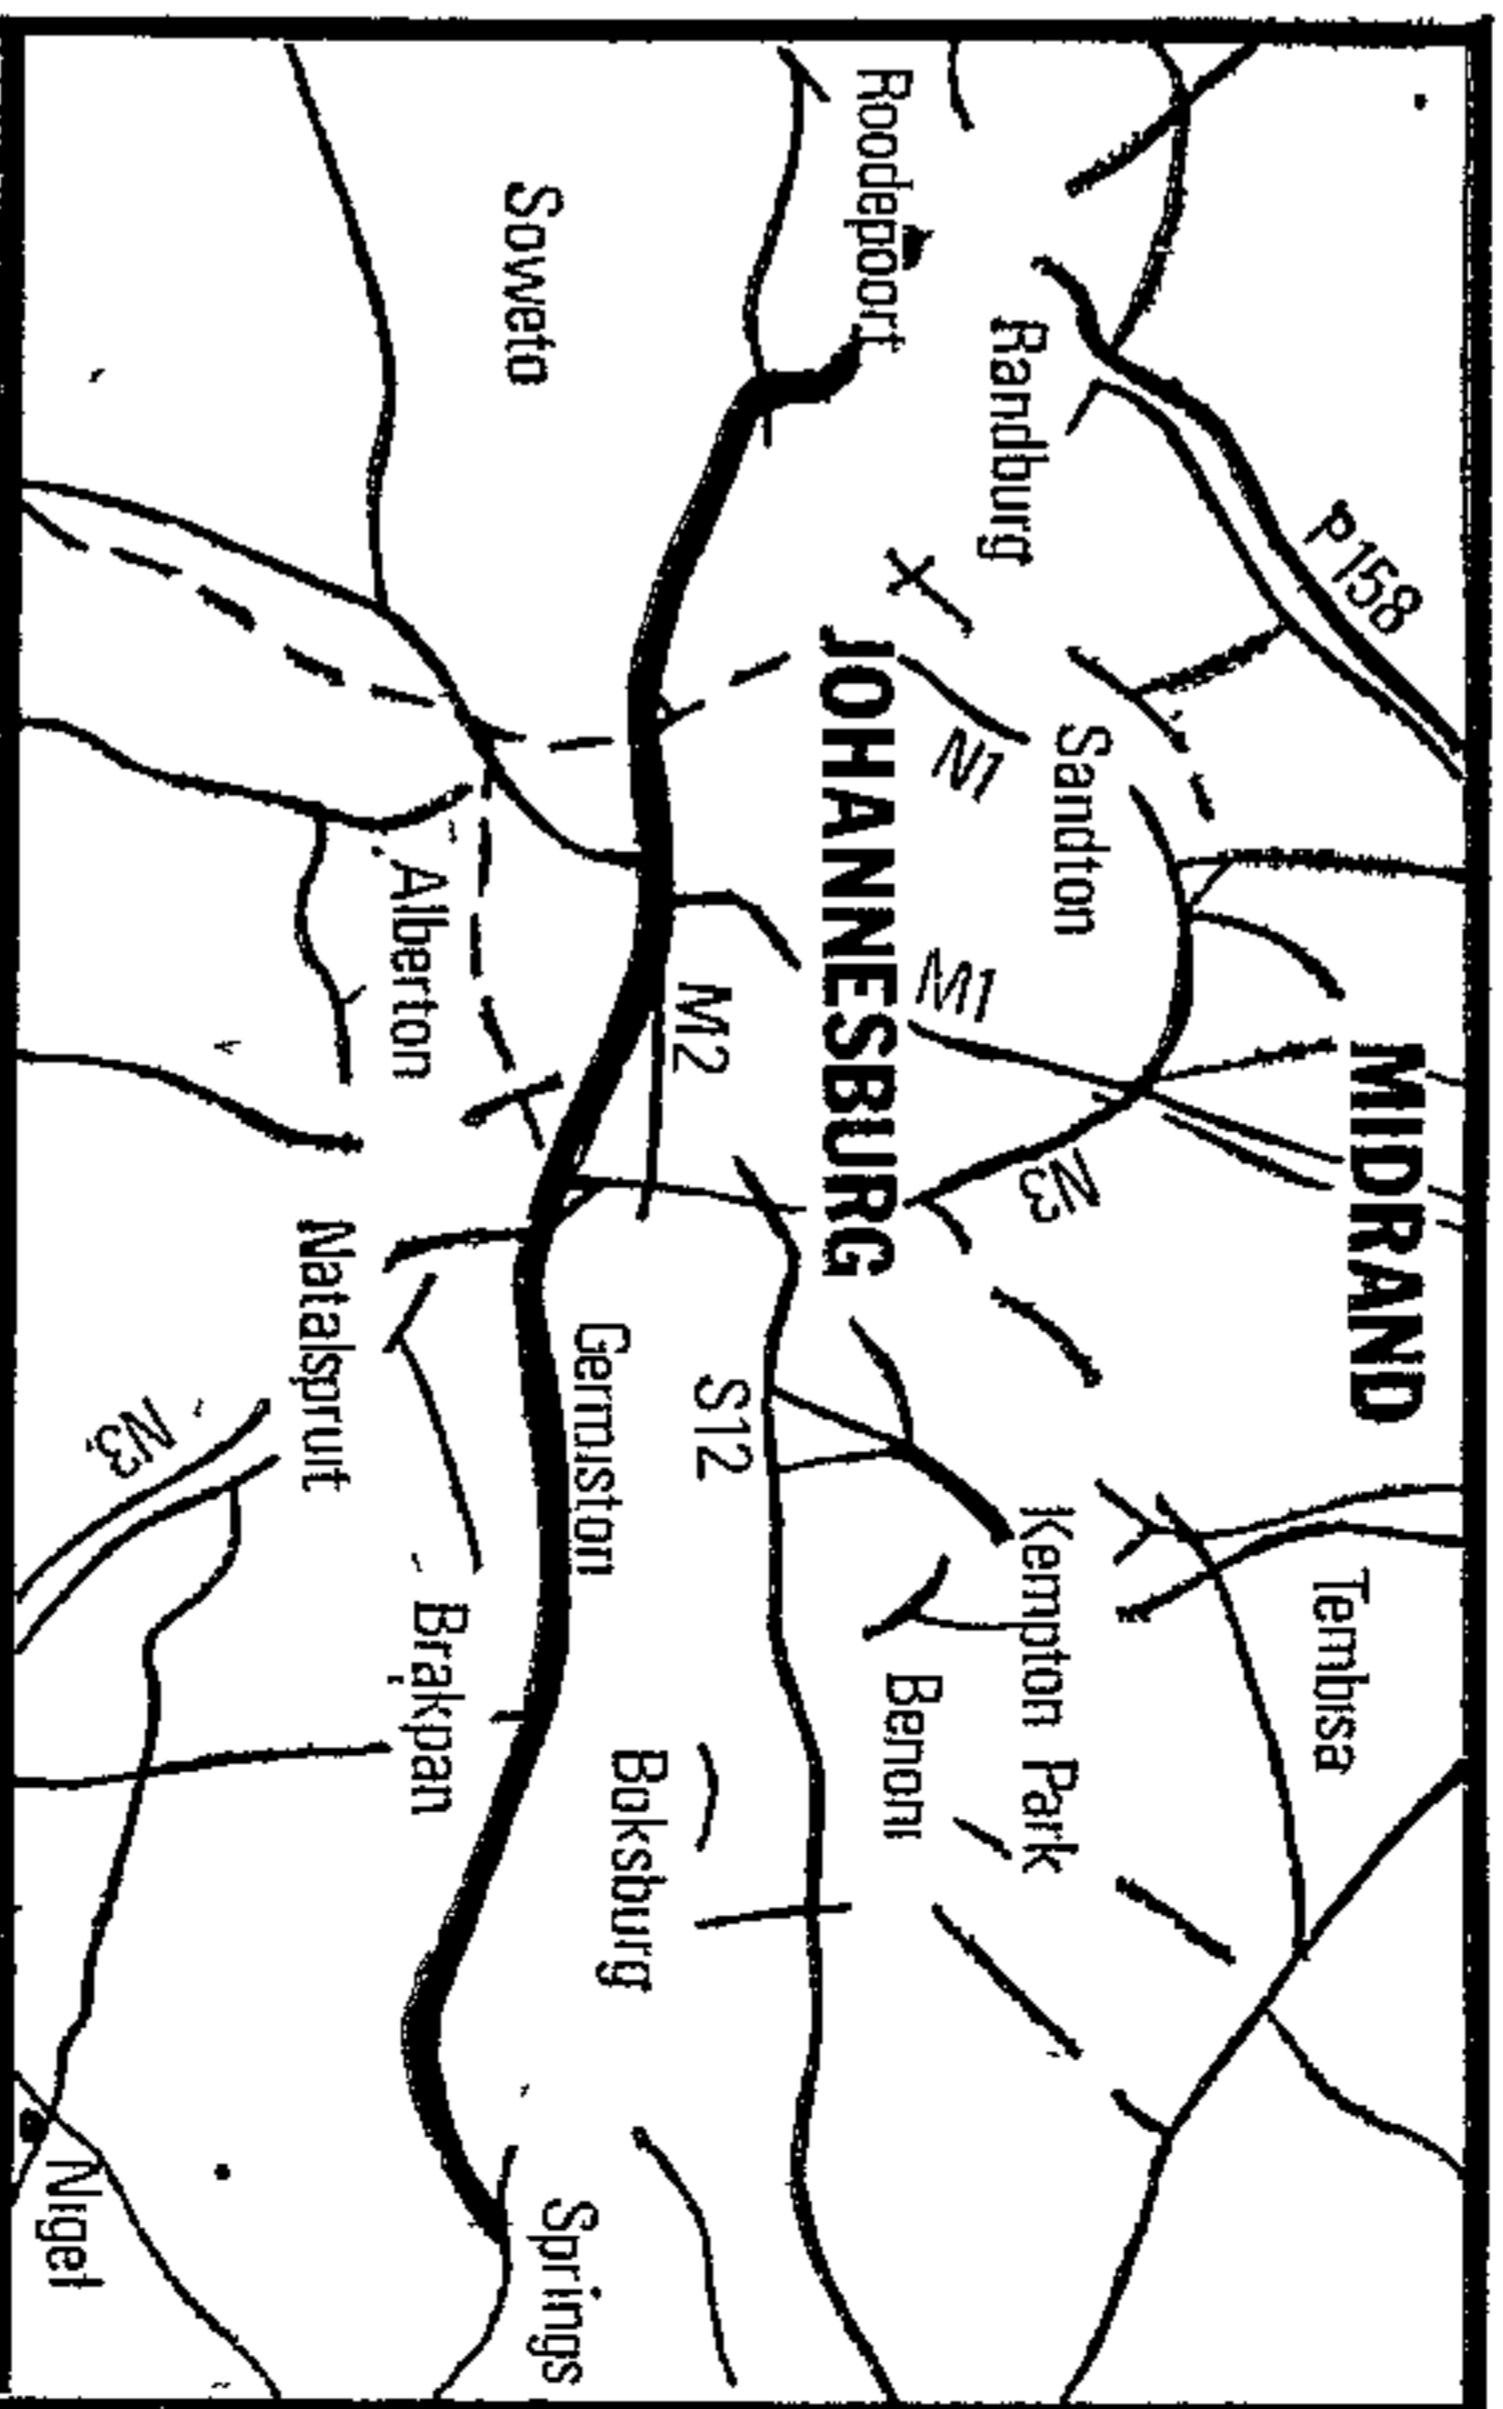 MIDRAND
Tembisa
P158
Sandton
N3
Kempton Park
Randburg
N1
M1
Benoni
Roodepoort
JOHANNESBURG
M2
S12
Boksburg
Germiston
Springs
Soweto
Alberton
Brakpan
Natalspruit
N3
Nigel